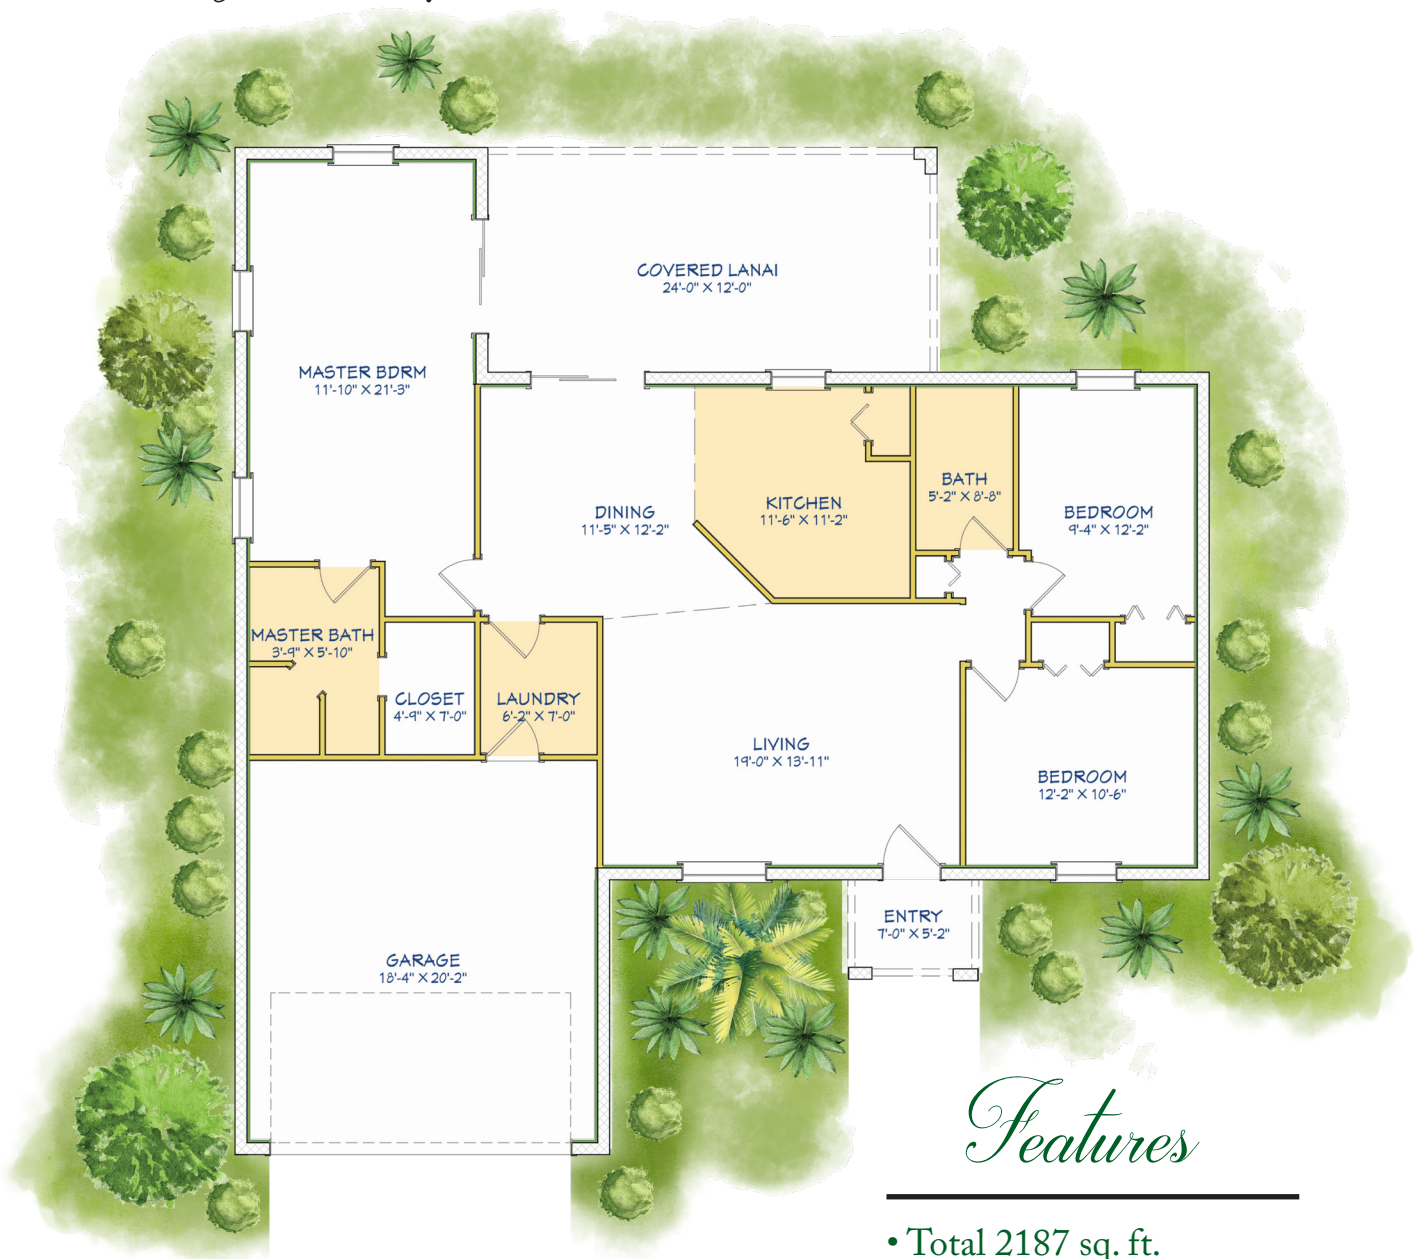 COVERED LANAI
24'-0" X 12'-0"
MASTER BDRM
11'-10" X 21'-3"
BATH
5'-2" X 8'-8"
KITCHEN
11'-6" X 11'-2"
DINING
11'-5" X 12'-2"
BEDROOM
9'-4" X 12'-2"
MASTER BATH
3'-9" X 5'-10"
CLOSET
4'-9" X 7'-0"
LAUNDRY
6'-2" X 7'-0"
LIVING
19'-0" X 13'-11"
BEDROOM
12'-2" X 10'-6"
ENTRY
7'-0" X 5'-2"
GARAGE
18'-4" X 20'-2"
Features
• Total 2187 sq. ft.